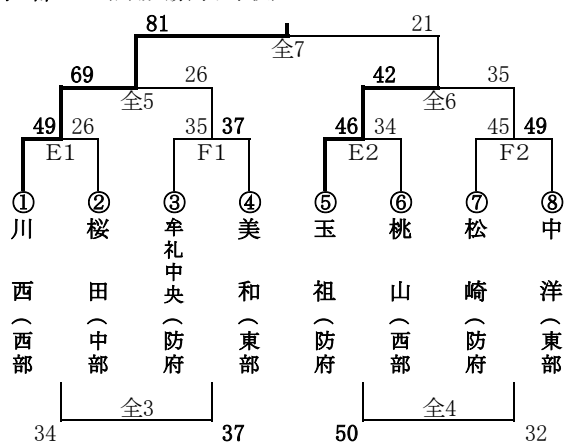 81 21
全7
69 26 42 35
全5 全6
49 26 35 37 46 34 45 49
E1 F1 E2 F2
① ② ③ ④ ⑤ ⑥ ⑦ ⑧
川西(西部)
桜田(中部)
牟礼中央(防府)
美和(東部)
玉祖(防府)
桃山(西部)
松崎(防府)
中洋(東部)
全3 全4
34 37 50 32